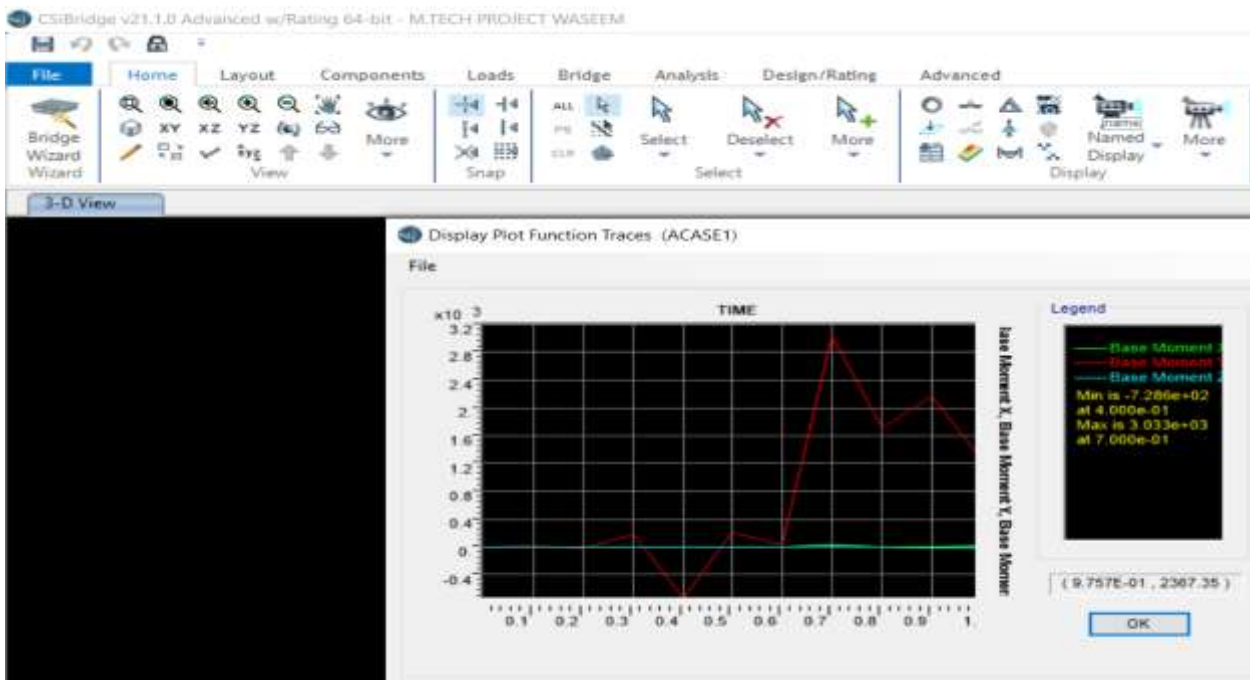 CSiBridge v21.1.0 Advanced w/Rating 64-bit - M.TECH PROJECT WASEEM
File Home Layout Components Loads Bridge Analysis Design/Rating Advanced
XY XZ YZ
ALL
PS
CLR
Bridge Wizard
More
Select
Deselect
More
[name]
Named Display
More
Wizard View Snap Select Display
3-D View
Display Plot Function Traces (ACASE1)
File
TIME
x10 3
3.2
2.8
2.4
2.
1.6
1.2
0.8
0.4
0.
-0.4
0.1 0.2 0.3 0.4 0.5 0.6 0.7 0.8 0.9 1.
Base Moment X, Base Moment Y, Base Momen
Legend
Base Moment X
Base Moment Y
Base Moment Z
Min is -7.286e+02
at 4.000e-01
Max is 3.033e+03
at 7.000e-01
( 9.757E-01 , 2367.35 )
OK